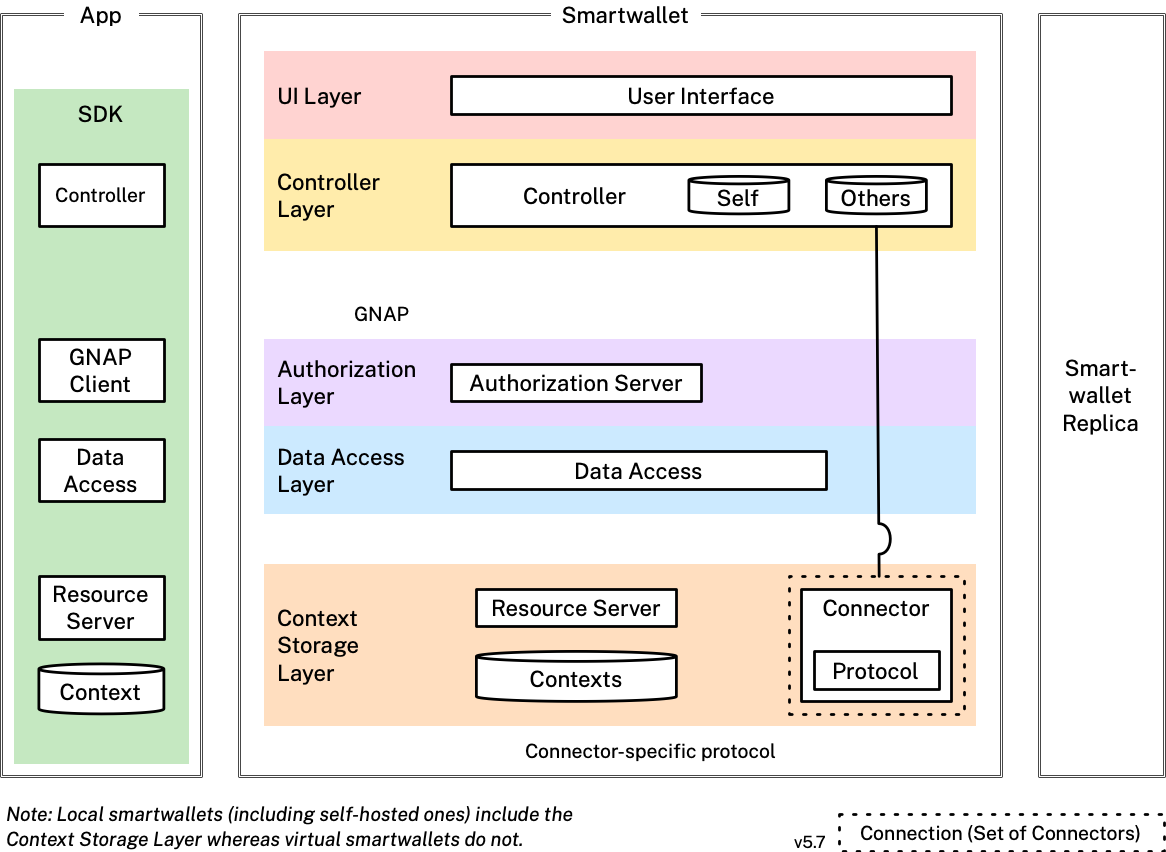 App
Smartwallet
SDK
Controller
GNAP
Client
Data
Access
Resource
Server
Context
UI Layer
User Interface
Controller
Layer
Controller
Self
Others
GNAP
Authorization
Layer
Authorization Server
Data Access
Layer
Data Access
Context
Storage
Layer
Resource Server
Contexts
Connector
Protocol
Connector-specific protocol
Smart-
wallet
Replica
Note: Local smartwallets (including self-hosted ones) include the
Context Storage Layer whereas virtual smartwallets do not.
v5.7
Connection (Set of Connectors)